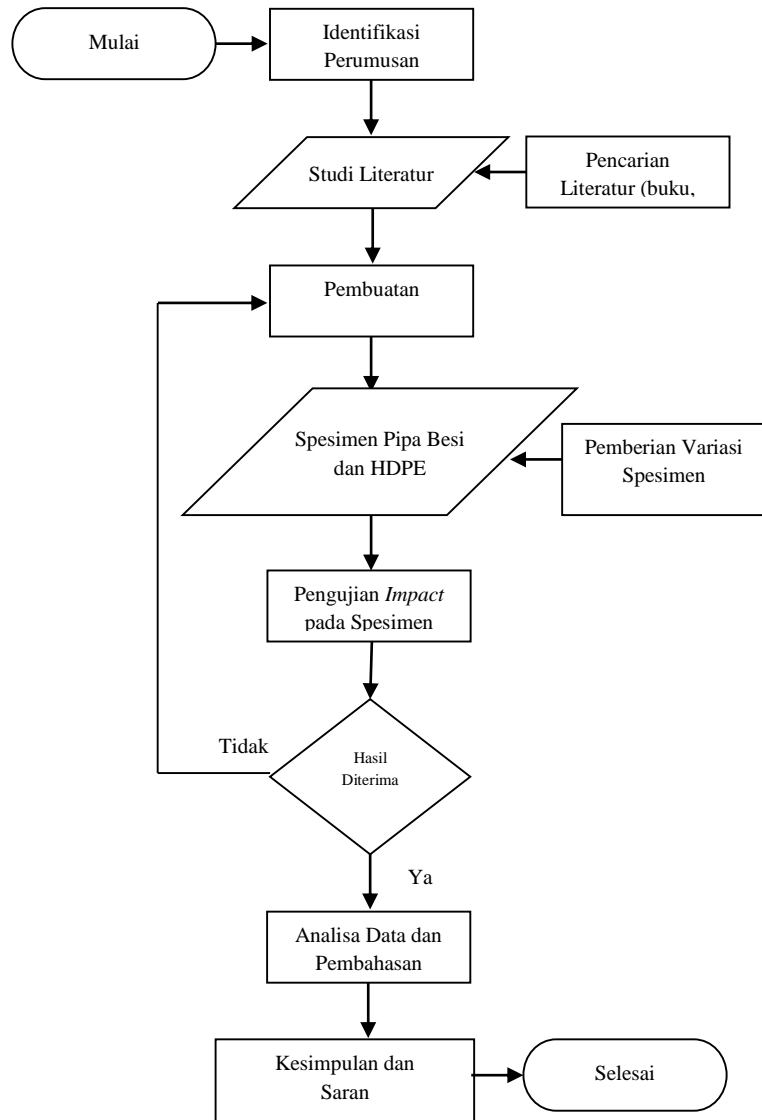 Mulai
Identifikasi
Perumusan
Studi Literatur
Pencarian
Literatur (buku,
Pembuatan
Spesimen Pipa Besi
dan HDPE
Pemberian Variasi
Spesimen
Pengujian Impact
pada Spesimen
Hasil
Diterima
Tidak
Ya
Analisa Data dan
Pembahasan
Kesimpulan dan
Saran
Selesai